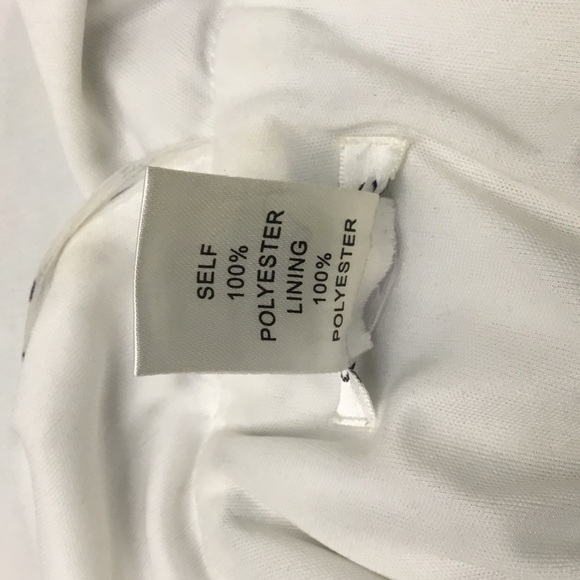 SELF
100%
POLYESTER
LINING
100%
POLYESTER